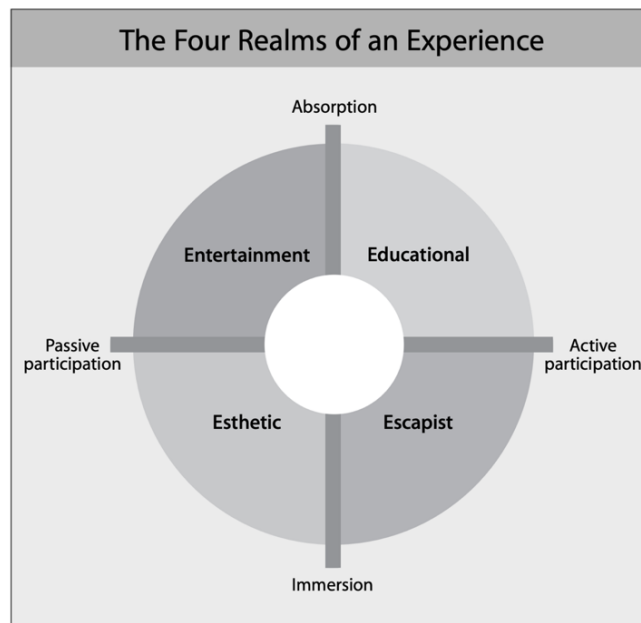 The Four Realms of an Experience
Absorption
Entertainment
Educational
Passive
participation
Active
participation
Esthetic
Escapist
Immersion